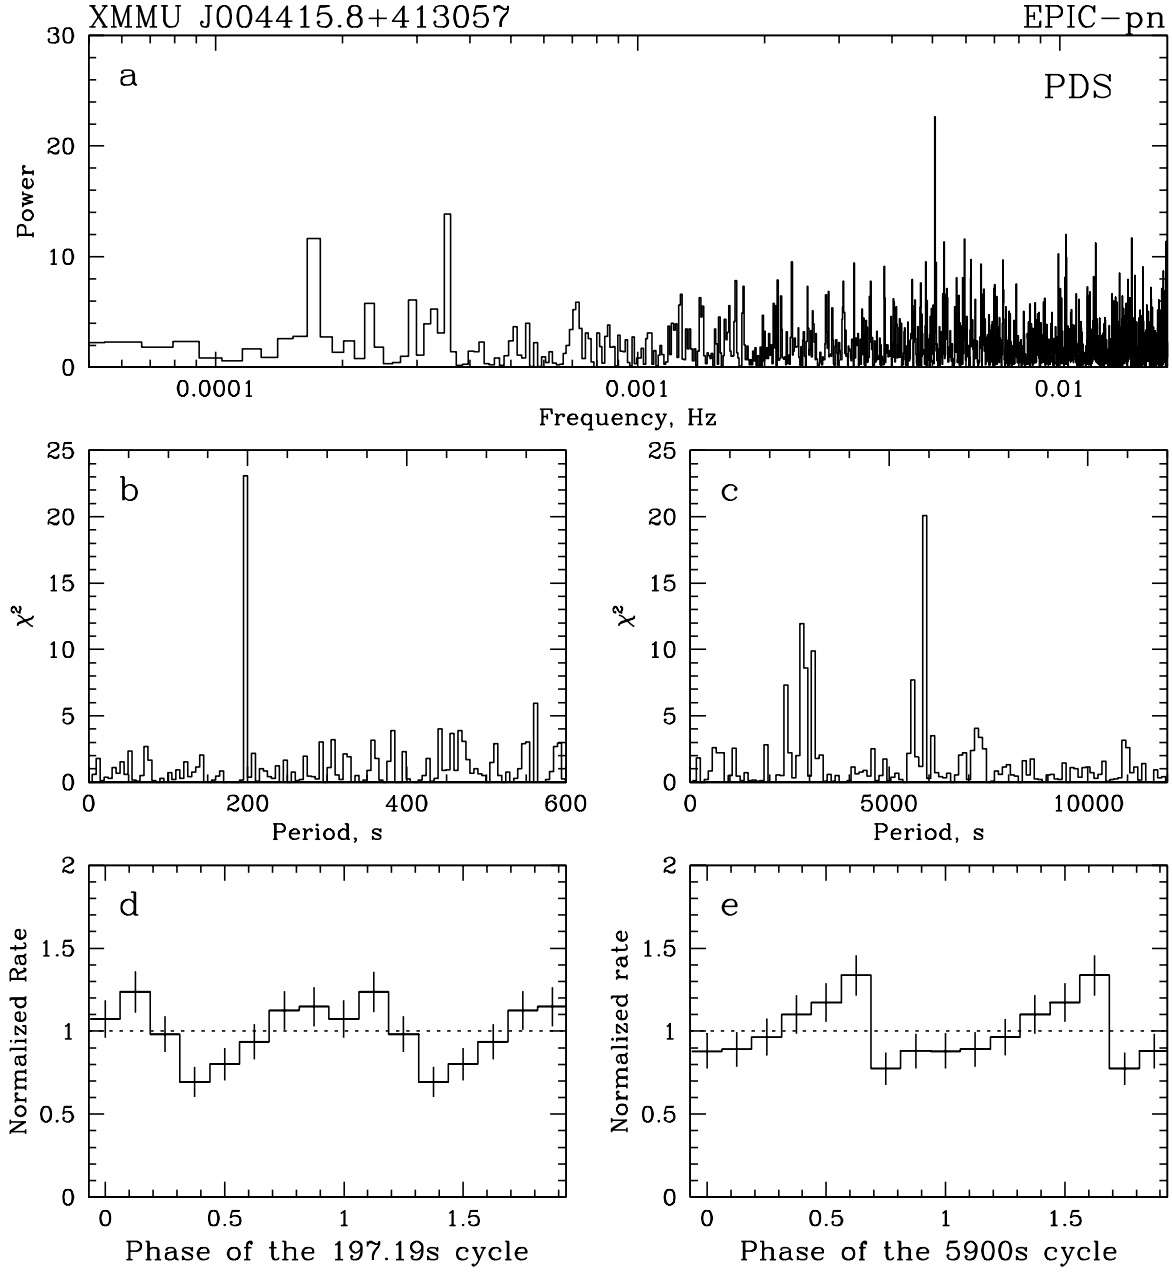 XMMU J004415.8+413057 EPIC-pn
30
a
PDS
20
10
0
Power
0.0001 0.001 0.01
Frequency, Hz
25
b
20
15
10
5
0
χ²
0 200 400 600
Period, s
25
c
20
15
10
5
0
χ²
0 5000 10000
Period, s
2
d
1.5
1
0.5
0
Normalized Rate
0 0.5 1 1.5
Phase of the 197.19s cycle
2
e
1.5
1
0.5
0
Normalized rate
0 0.5 1 1.5
Phase of the 5900s cycle